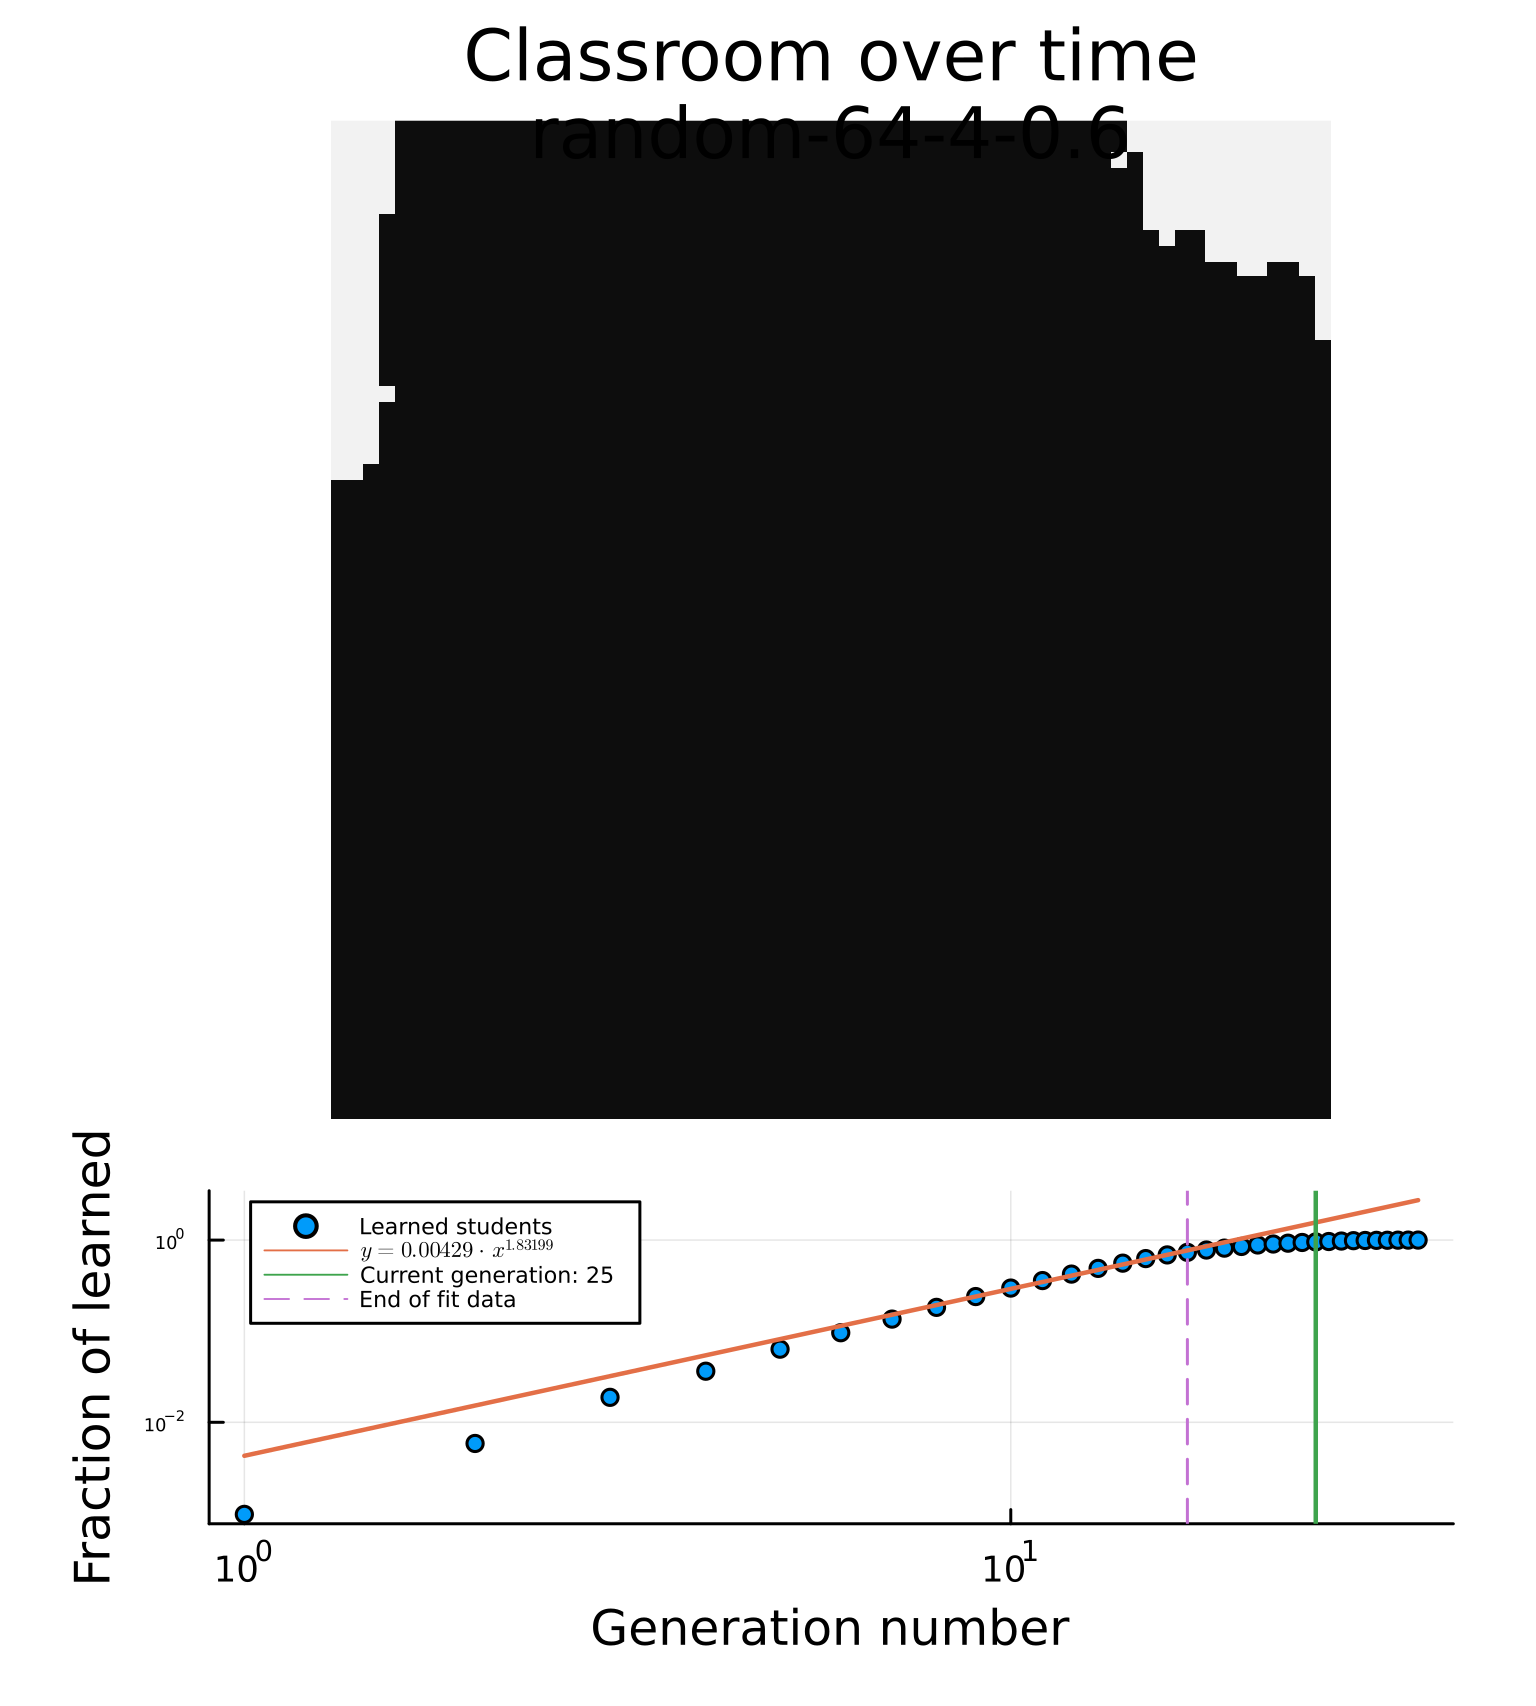 Classroom over time
random-64-4-0.6
Fraction of learned
10^0
10^-2
Learned students
y = 0.00429 · x^1.83199
Current generation: 25
End of fit data
10^0
10^1
Generation number